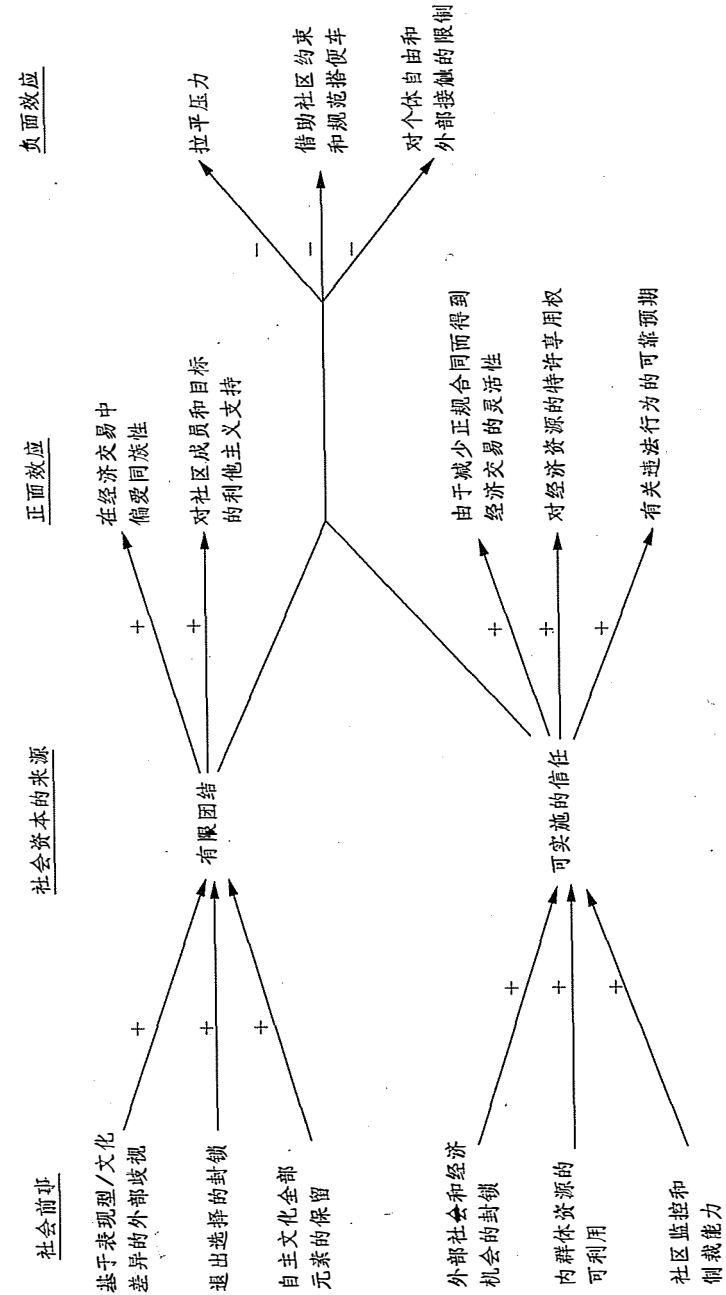 社会前提
社会资本的来源
正面效应
负面效应
基于表现型/文化
差异的外部歧视
+
退出选择的封锁
+
自主文化全部
元素的保留
+
有限团结
+
在经济交易中
偏爱同族性
+
对社区成员和目标
的利他主义支持
外部社会和经济
机会的封锁
+
内群体资源的
可利用
+
社区监控和
制裁能力
+
可实施的信任
+
由于减少正规合同而得到
经济交易的灵活性
+
对经济资源的特许享用权
+
有关违法行为的可靠预期
−
拉平压力
−
借助社区约束
和规范搭便车
−
对个体自由和
外部接触的限制